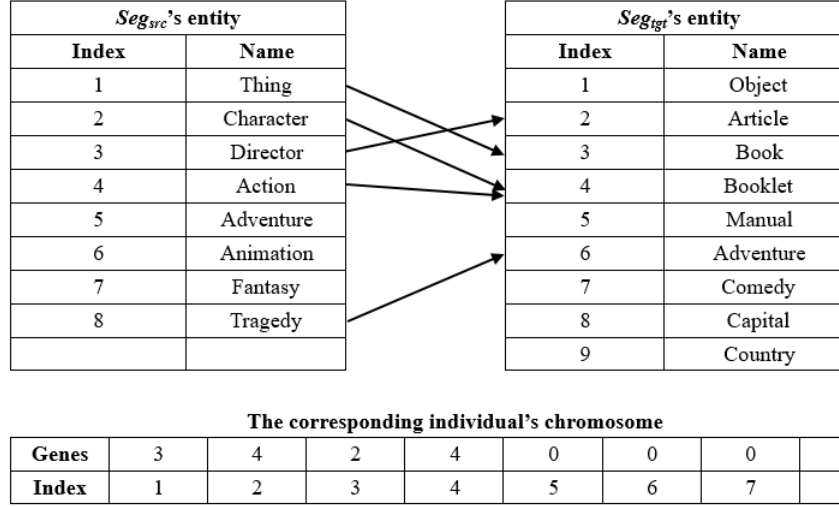 Seg_src's entity Seg_tgt's entity
Index Name Index Name
1 Thing 1 Object
2 Character 2 Article
3 Director 3 Book
4 Action 4 Booklet
5 Adventure 5 Manual
6 Animation 6 Adventure
7 Fantasy 7 Comedy
8 Tragedy 8 Capital
9 Country
The corresponding individual's chromosome
Genes 3 4 2 4 0 0 0
Index 1 2 3 4 5 6 7